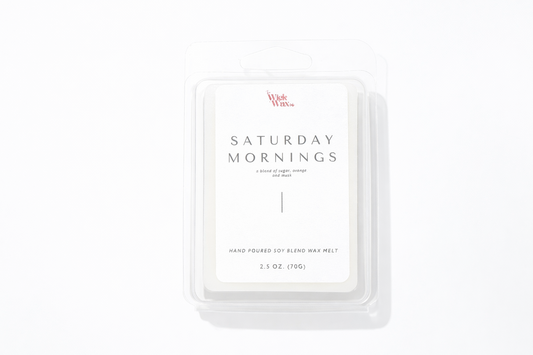 Wick
Wax co.
SATURDAY
MORNINGS
a blend of sugar, orange
and musk
HAND POURED SOY BLEND WAX MELT
2.5 OZ. (70G)